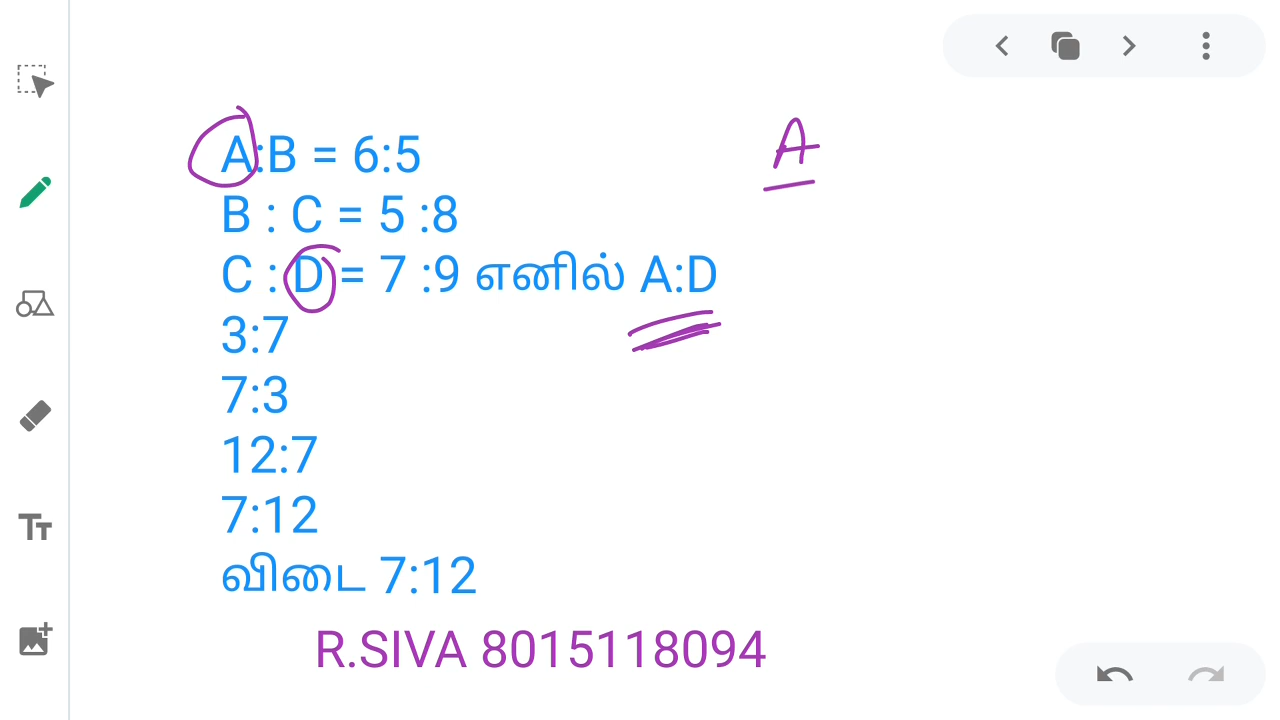 A:B = 6:5
A
B : C = 5 :8
C : D = 7 :9 எனில் A:D
3:7
7:3
12:7
7:12
விடை 7:12
R.SIVA 8015118094
Tт